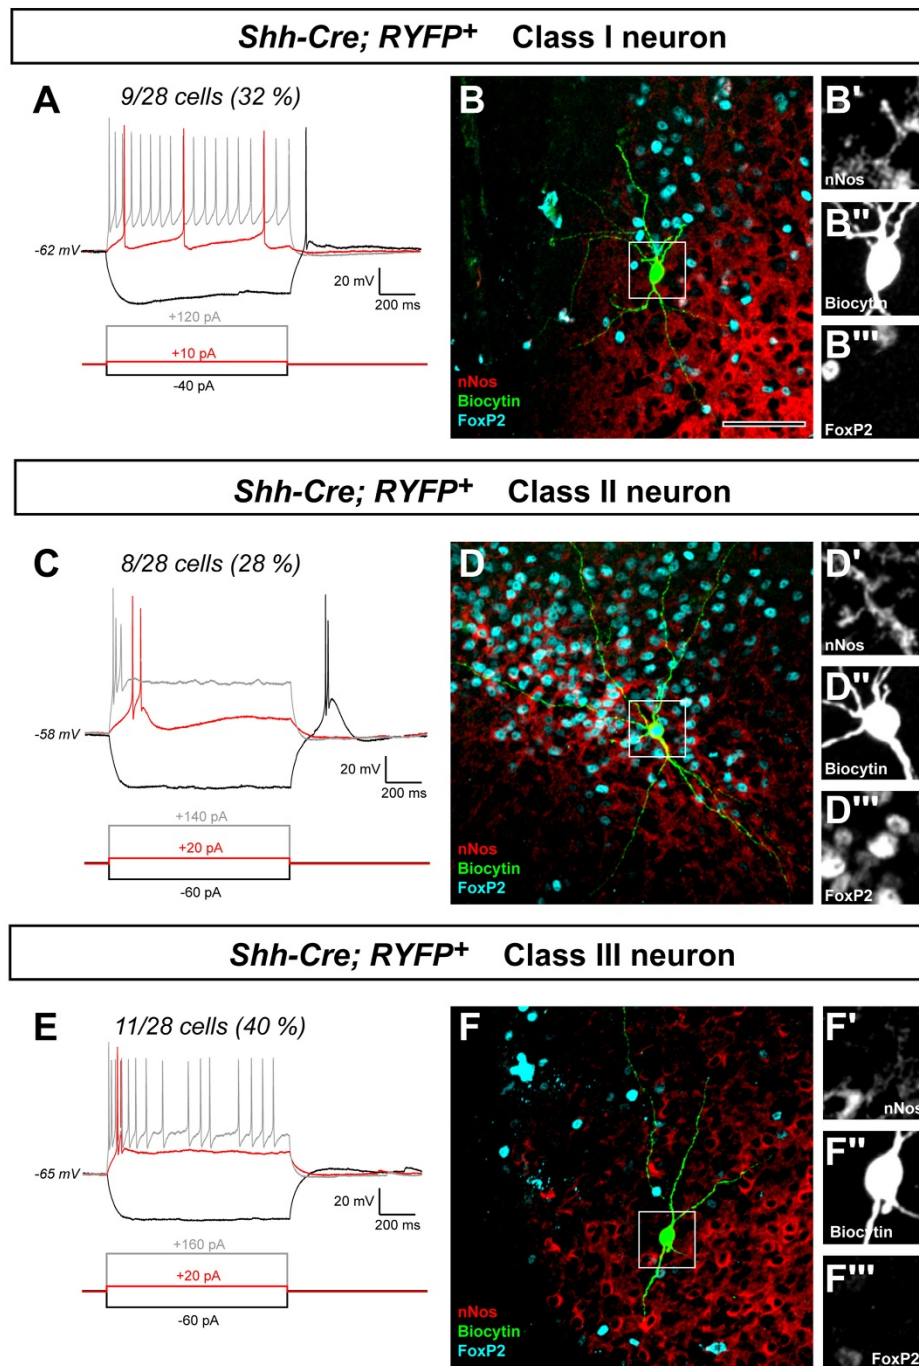 Shh-Cre; RYFP+ Class I neuron
A
9/28 cells (32 %)
-62 mV
20 mV
200 ms
+120 pA
+10 pA
-40 pA
B
nNos
Biocytin
FoxP2
B'
nNos
B''
Biocytin
B'''
FoxP2
Shh-Cre; RYFP+ Class II neuron
C
8/28 cells (28 %)
-58 mV
20 mV
200 ms
+140 pA
+20 pA
-60 pA
D
nNos
Biocytin
FoxP2
D'
nNos
D''
Biocytin
D'''
FoxP2
Shh-Cre; RYFP+ Class III neuron
E
11/28 cells (40 %)
-65 mV
20 mV
200 ms
+160 pA
+20 pA
-60 pA
F
nNos
Biocytin
FoxP2
F'
nNos
F''
Biocytin
F'''
FoxP2